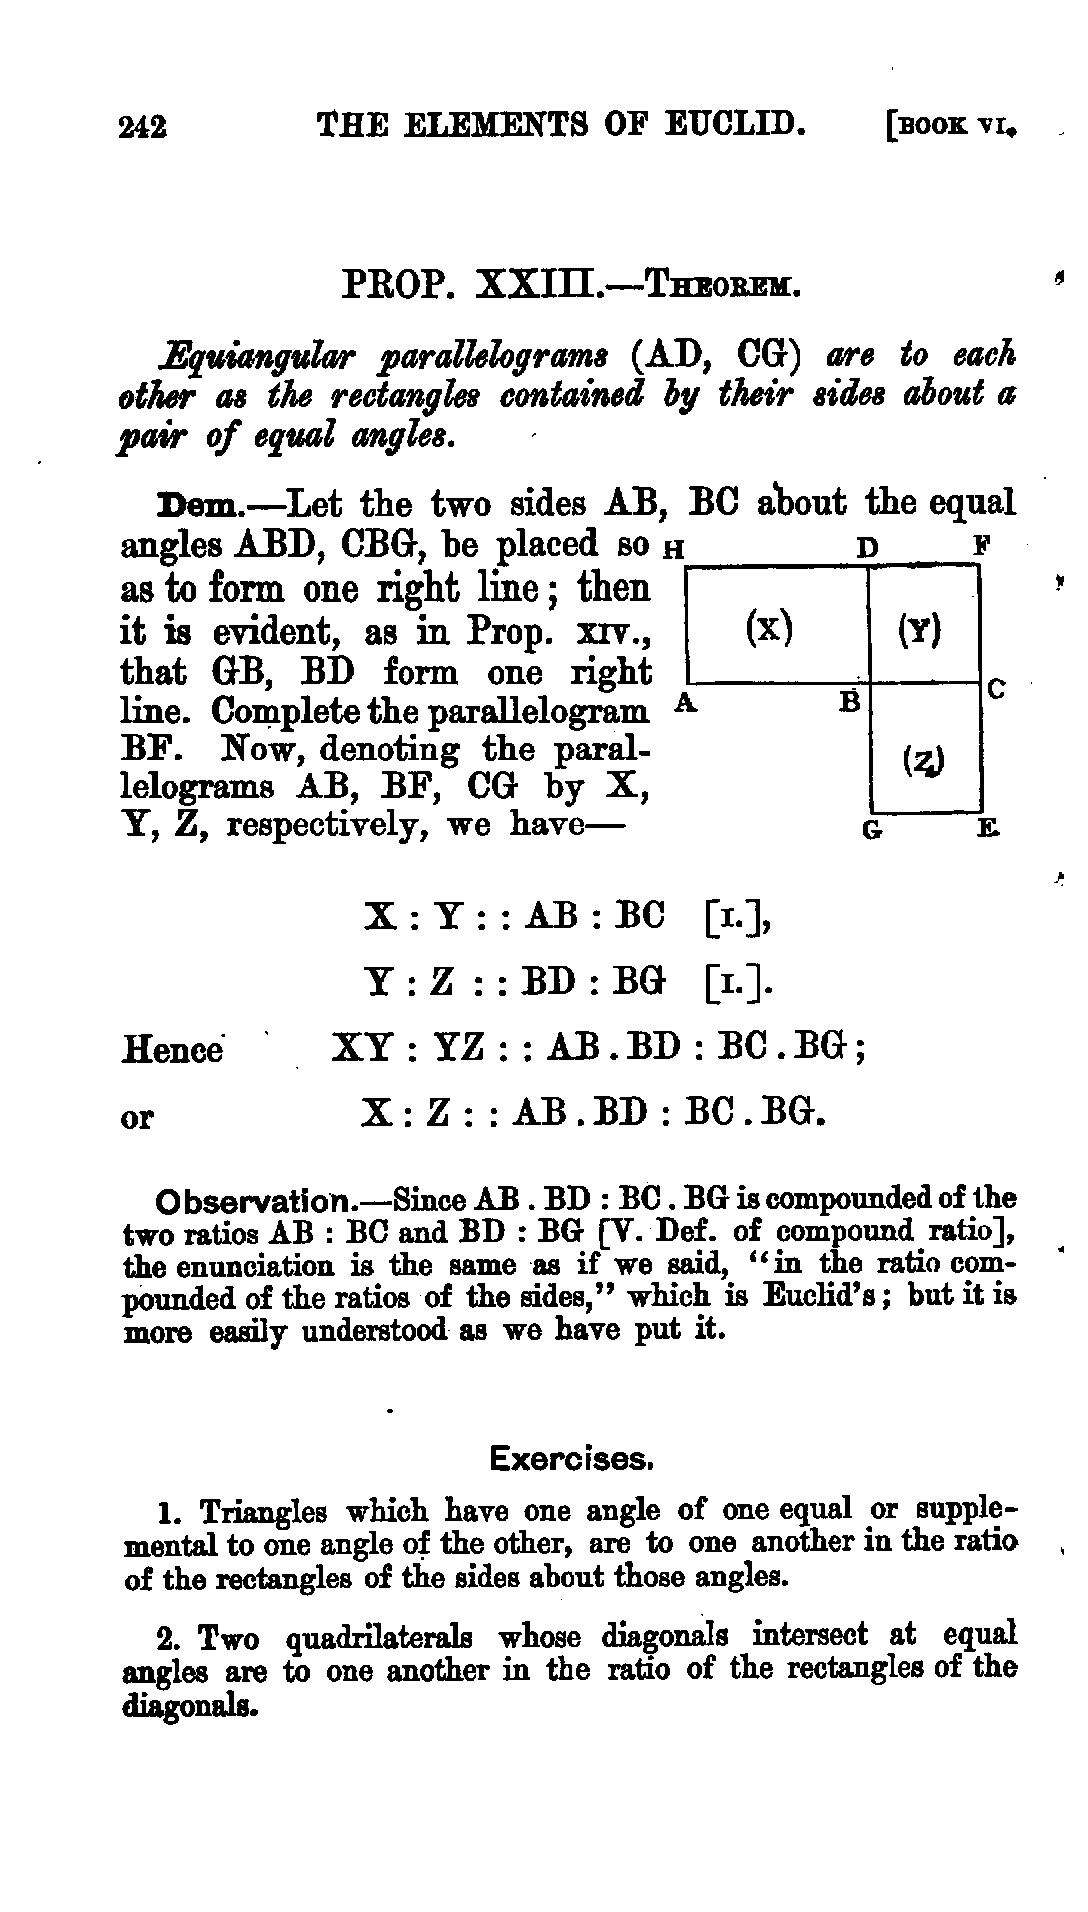 242 THE ELEMENTS OF EUCLID. [BOOK VI.
PROP. XXIII.—THEOREM.
Equiangular parallelograms (AD, CG) are to each
other as the rectangles contained by their sides about a
pair of equal angles.
Dem.—Let the two sides AB, BC about the equal
angles ABD, CBG, be placed so
as to form one right line; then
it is evident, as in Prop. XIV.,
that GB, BD form one right
line. Complete the parallelogram
BF. Now, denoting the paral-
lelograms AB, BF, CG by X,
Y, Z, respectively, we have—
H D F
(X) (Y)
A B C
(Z)
G E
X : Y : : AB : BC [I.],
Y : Z : : BD : BG [I.].
Hence XY : YZ : : AB . BD : BC . BG;
or X : Z : : AB . BD : BC . BG.
Observation.—Since AB . BD : BC . BG is compounded of the
two ratios AB : BC and BD : BG [V. Def. of compound ratio],
the enunciation is the same as if we said, “in the ratio com-
pounded of the ratios of the sides,” which is Euclid's; but it is
more easily understood as we have put it.
Exercises.
1. Triangles which have one angle of one equal or supple-
mental to one angle of the other, are to one another in the ratio
of the rectangles of the sides about those angles.
2. Two quadrilaterals whose diagonals intersect at equal
angles are to one another in the ratio of the rectangles of the
diagonals.